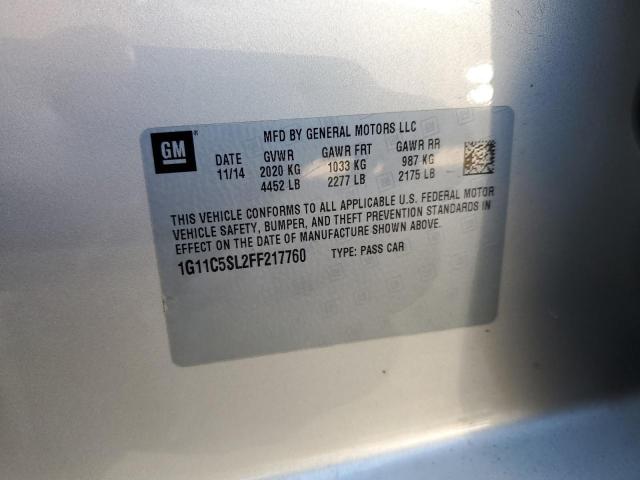 MFD BY GENERAL MOTORS LLC
GM®
DATE GVWR GAWR FRT GAWR RR
11/14 2020 KG 1033 KG 987 KG
4452 LB 2277 LB 2175 LB
THIS VEHICLE CONFORMS TO ALL APPLICABLE U.S. FEDERAL MOTOR
VEHICLE SAFETY, BUMPER, AND THEFT PREVENTION STANDARDS IN
EFFECT ON THE DATE OF MANUFACTURE SHOWN ABOVE.
1G11C5SL2FF217760 TYPE: PASS CAR